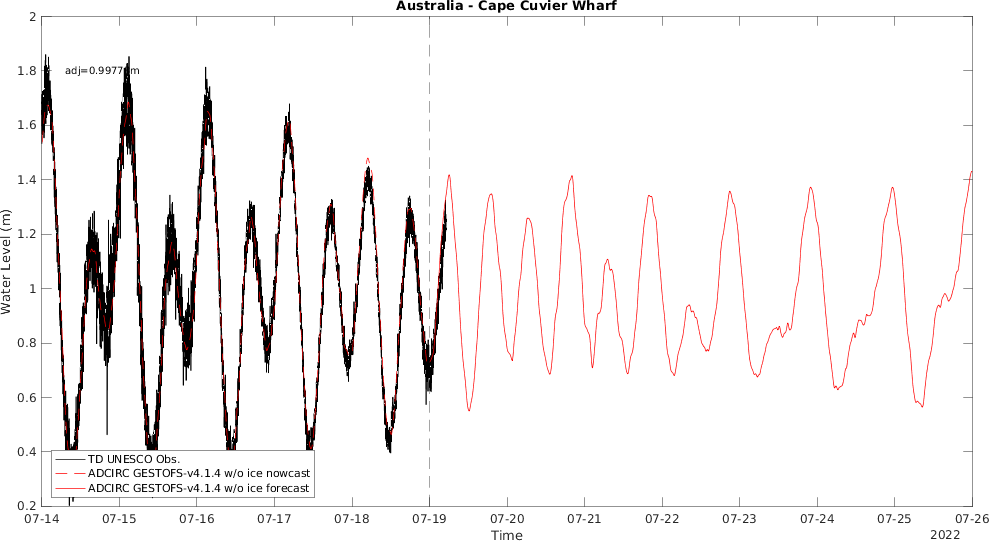 Australia - Cape Cuvier Wharf
2
1.8
1.6
1.4
1.2
1
0.8
0.6
0.4
0.2
Water Level (m)
TD UNESCO Obs.
ADCIRC GESTOFS-v4.1.4 w/o ice nowcast
ADCIRC GESTOFS-v4.1.4 w/o ice forecast
07-14 07-15 07-16 07-17 07-18 07-19 07-20 07-21 07-22 07-23 07-24 07-25 07-26
Time
2022